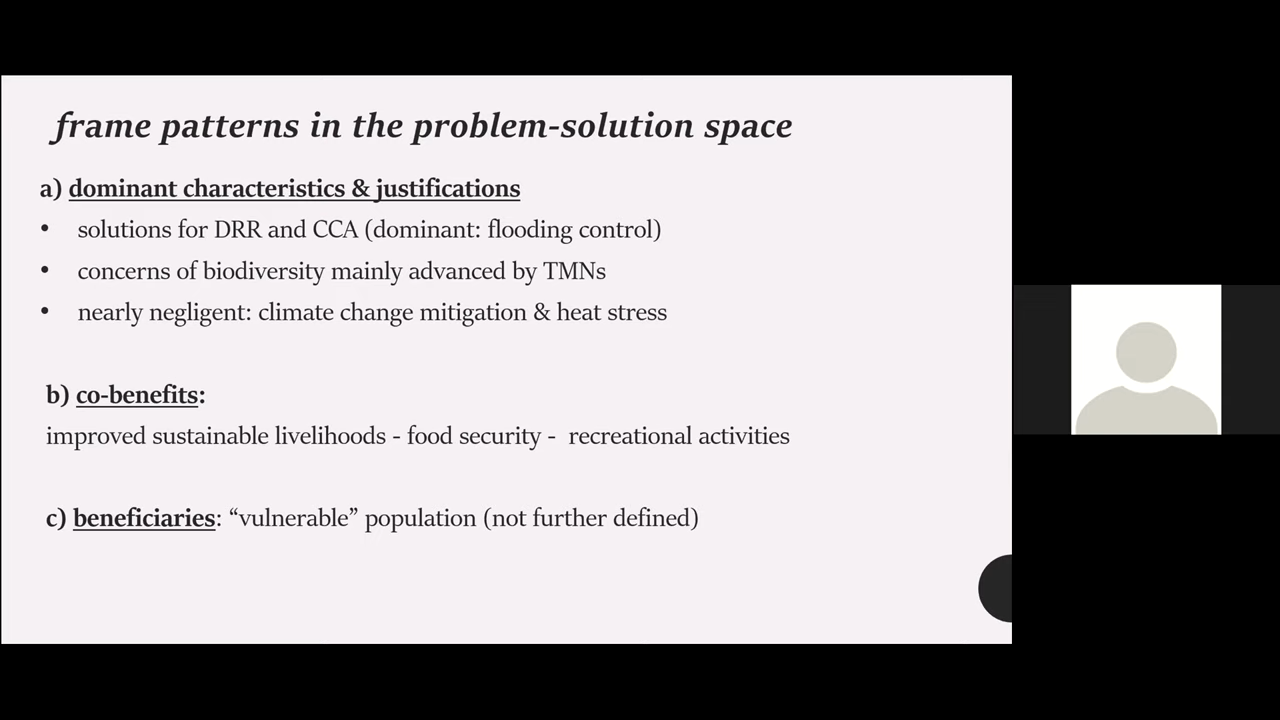 frame patterns in the problem-solution space
a) dominant characteristics & justifications
• solutions for DRR and CCA (dominant: flooding control)
• concerns of biodiversity mainly advanced by TMNs
• nearly negligent: climate change mitigation & heat stress
b) co-benefits:
improved sustainable livelihoods - food security - recreational activities
c) beneficiaries: “vulnerable” population (not further defined)